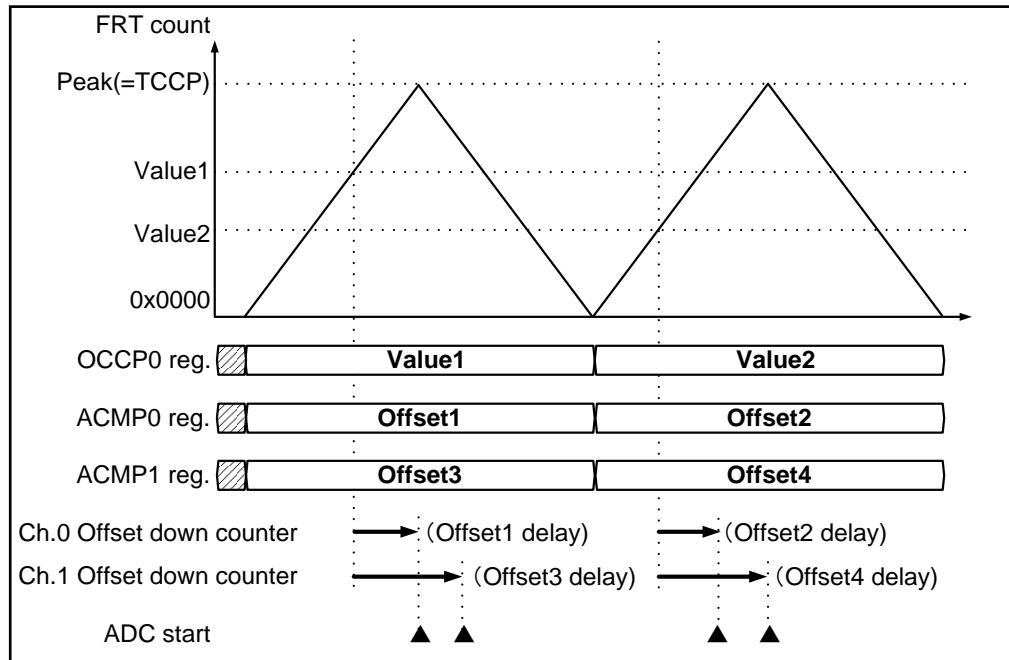 FRT count
Peak(=TCCP)
Value1
Value2
0x0000
OCCP0 reg. Value1 Value2
ACMP0 reg. Offset1 Offset2
ACMP1 reg. Offset3 Offset4
Ch.0 Offset down counter (Offset1 delay) (Offset2 delay)
Ch.1 Offset down counter (Offset3 delay) (Offset4 delay)
ADC start